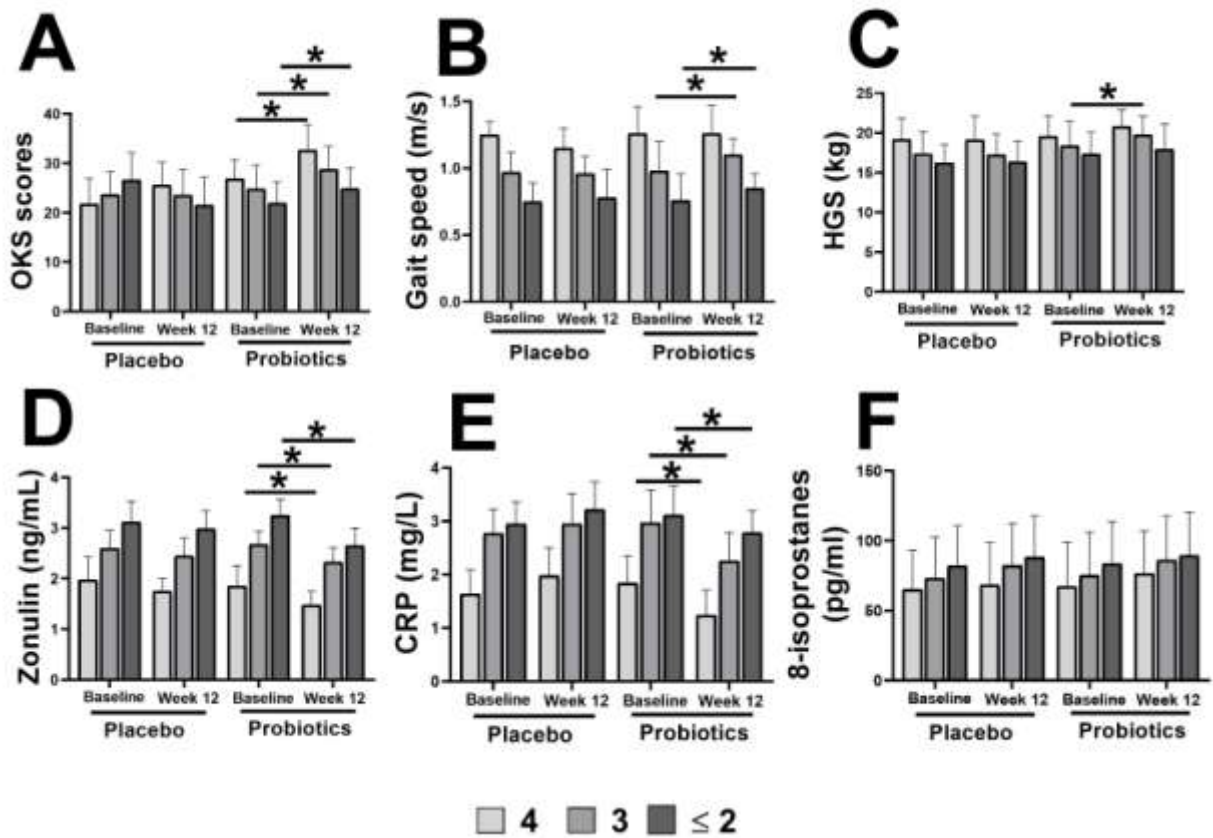 A
B
C
* * *
OKS scores
40
30
20
10
0
Baseline Week 12 Baseline Week 12
Placebo Probiotics
* *
Gait speed (m/s)
1.5
1.0
0.5
0.0
Baseline Week 12 Baseline Week 12
Placebo Probiotics
*
HGS (kg)
25
20
15
10
5
0
Baseline Week 12 Baseline Week 12
Placebo Probiotics
D
E
F
* * *
Zonulin (ng/mL)
4
3
2
1
0
Baseline Week 12 Baseline Week 12
Placebo Probiotics
* * *
CRP (mg/L)
4
3
2
1
0
Baseline Week 12 Baseline Week 12
Placebo Probiotics
8-isoprostanes
(pg/ml)
150
100
50
0
Baseline Week 12 Baseline Week 12
Placebo Probiotics
4 3 ≤ 2